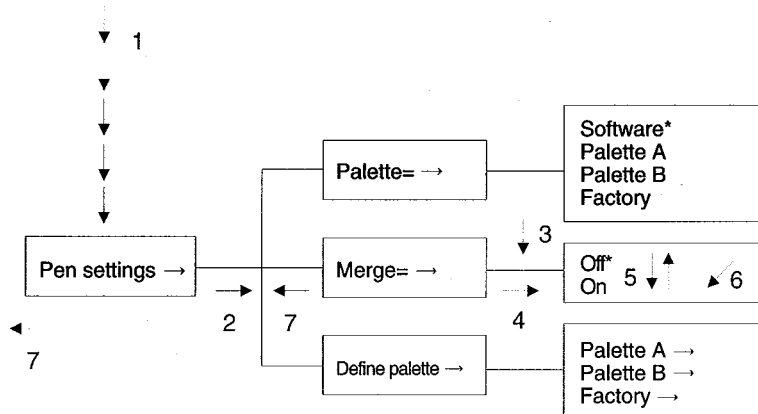 1
Software*
Palette A
Palette B
Factory
Palette= →
3
Pen settings →
Merge= →
Off*
On
5
6
2
7
4
7
Define palette →
Palette A →
Palette B →
Factory →